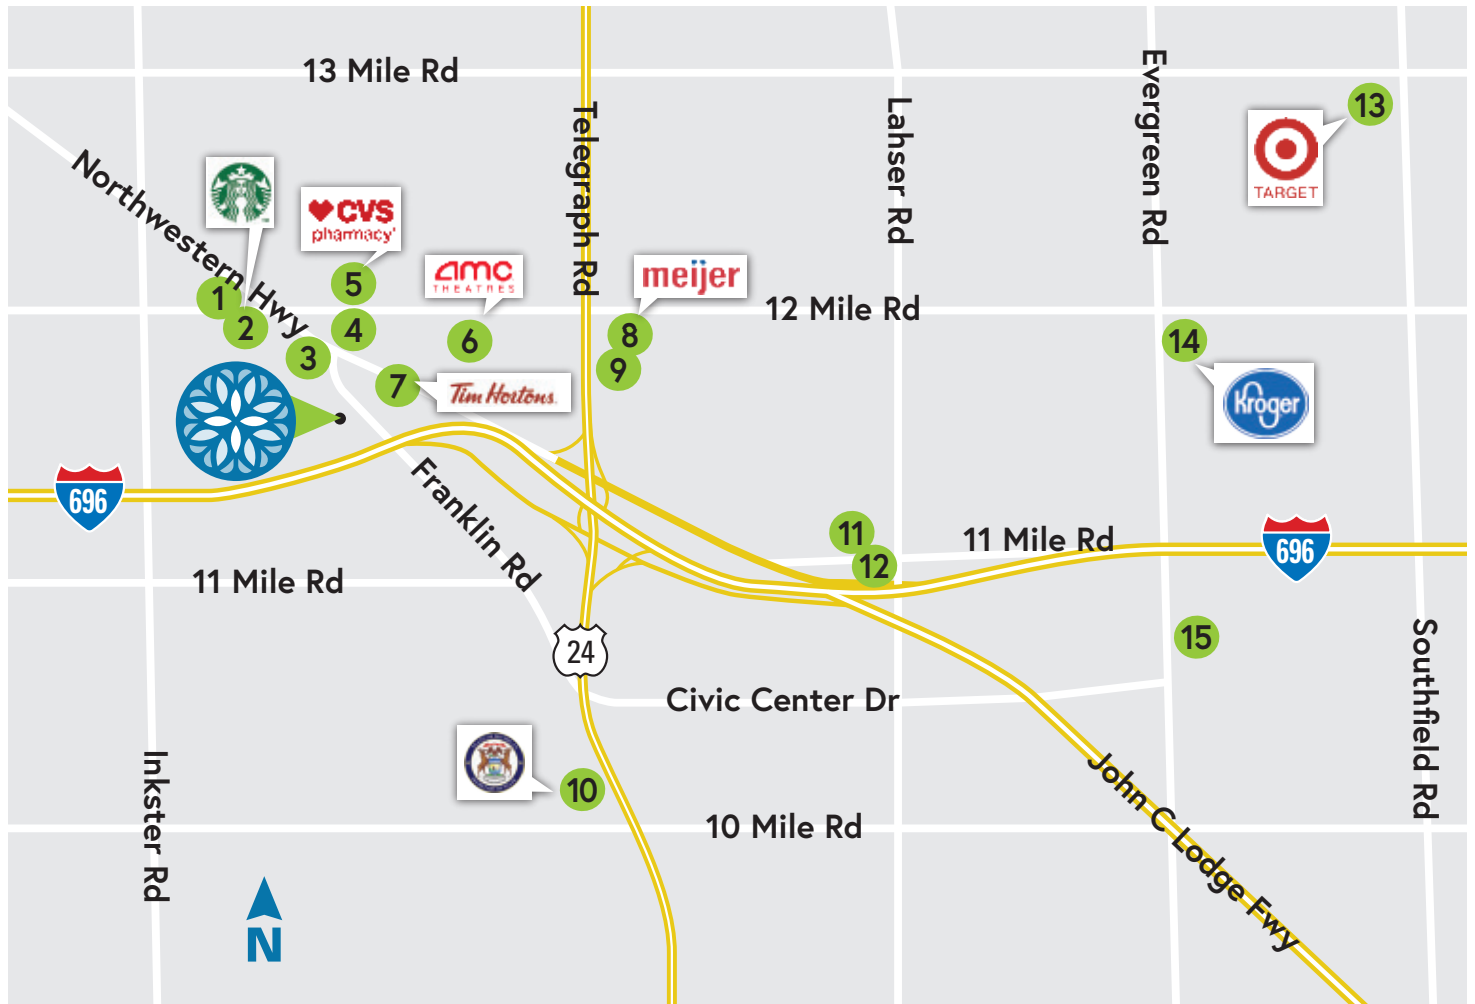 13 Mile Rd
Telegraph Rd
Lahser Rd
Evergreen Rd
13
TARGET
Northwestern Hwy
CVS
pharmacy
5
amc
THEATRES
meijer
12 Mile Rd
1
2
4
3
6
8
9
14
7
Tim Hortons
Kroger
696
Franklin Rd
11
12
11 Mile Rd
696
11 Mile Rd
24
15
Southfield Rd
Civic Center Dr
10
Inkster Rd
10 Mile Rd
John C Lodge Fwy
N